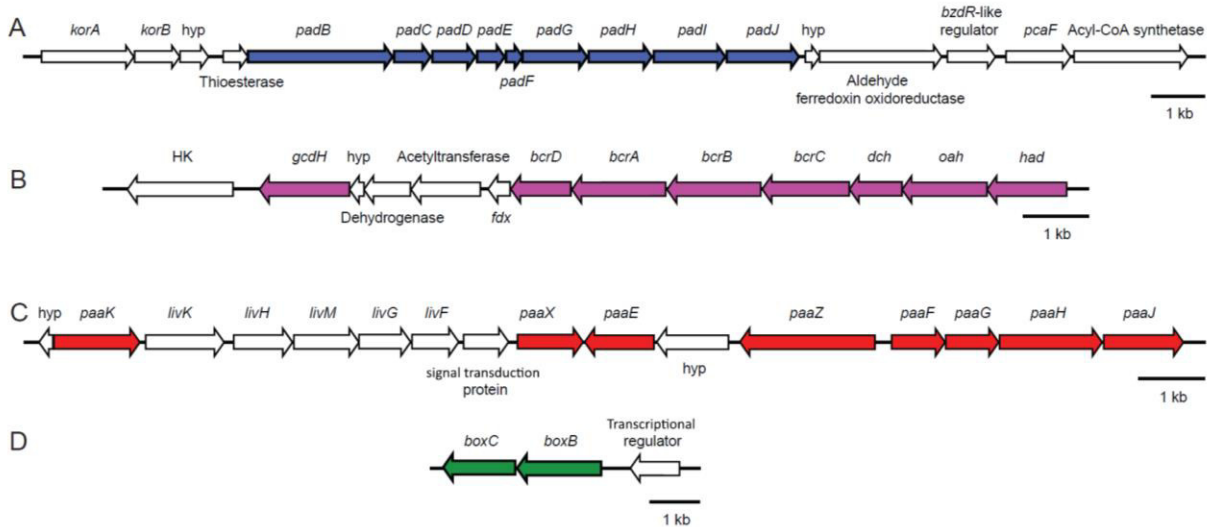 A
korA korB hyp padB padC padD padE padG padH padI padJ hyp bzdR-like regulator pcaF Acyl-CoA synthetase
Thioesterase padF Aldehyde ferredoxin oxidoreductase
1 kb
B
HK gcdH hyp Acetyltransferase bcrD bcrA bcrB bcrC dch oah had
Dehydrogenase fdx
1 kb
C
hyp paaK livK livH livM livG livF paaX paaE paaZ paaF paaG paaH paaJ
signal transduction protein hyp
1 kb
D
boxC boxB Transcriptional regulator
1 kb